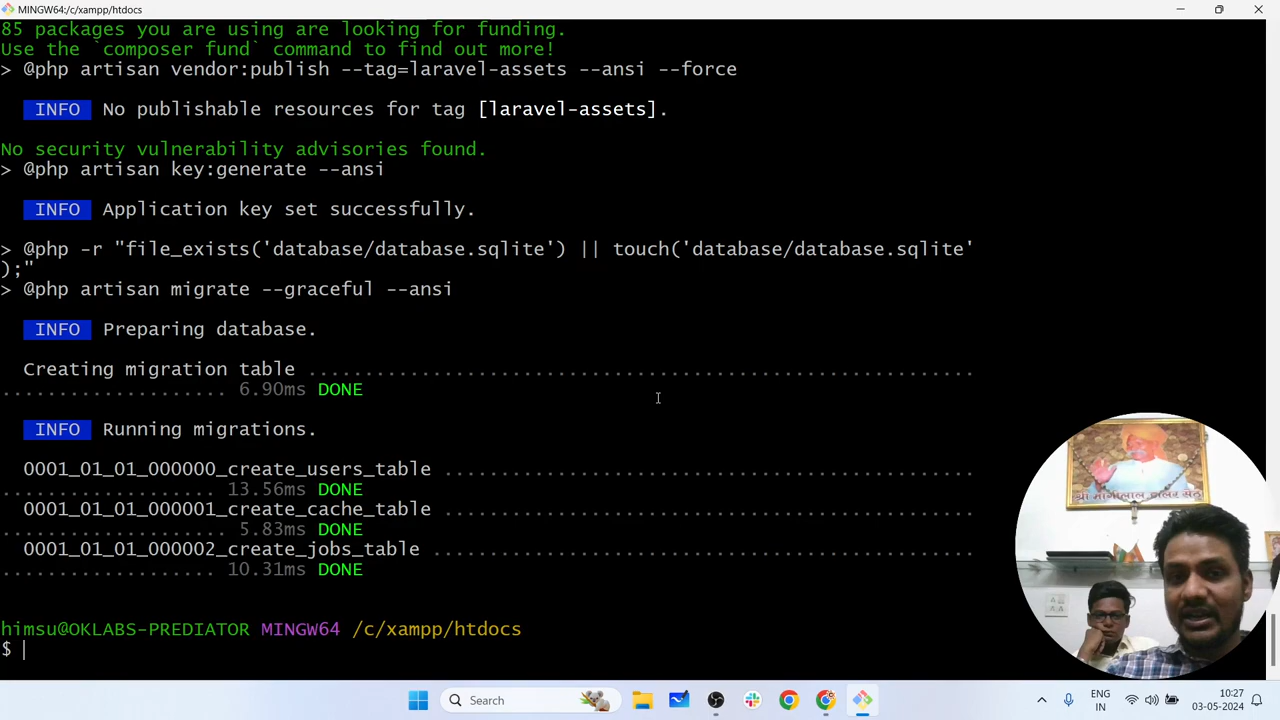 MINGW64:/c/xampp/htdocs
85 packages you are using are looking for funding.
Use the `composer fund` command to find out more!
> @php artisan vendor:publish --tag=laravel-assets --ansi --force
INFO No publishable resources for tag [laravel-assets].
No security vulnerability advisories found.
> @php artisan key:generate --ansi
INFO Application key set successfully.
> @php -r "file_exists('database/database.sqlite') || touch('database/database.sqlite'
);"
> @php artisan migrate --graceful --ansi
INFO Preparing database.
Creating migration table ...........................................................
.................... 6.90ms DONE
INFO Running migrations.
0001_01_01_000000_create_users_table ...............................................
................... 13.56ms DONE
0001_01_01_000001_create_cache_table ...............................................
.................... 5.83ms DONE
0001_01_01_000002_create_jobs_table ................................................
................... 10.31ms DONE
himsu@OKLABS-PREDIATOR MINGW64 /c/xampp/htdocs
$
Search
ENG
IN
10:27
03-05-2024